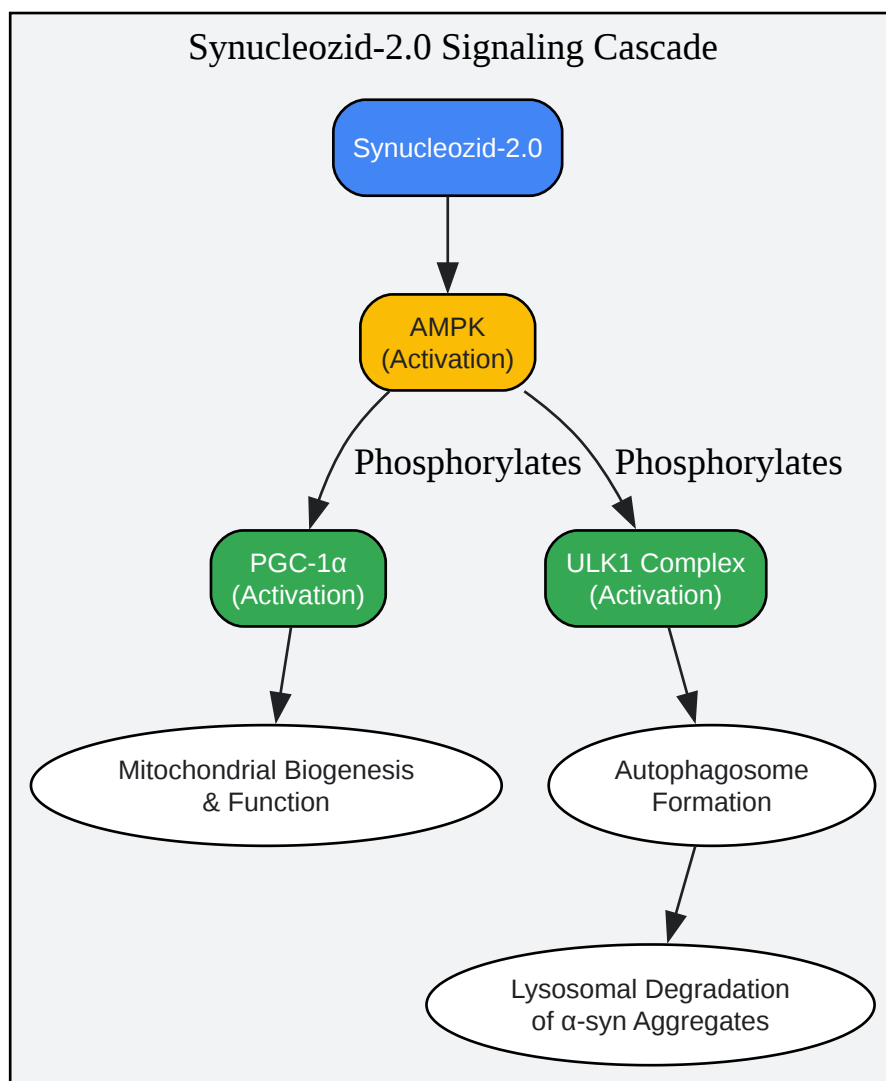 Synucleozid-2.0 Signaling Cascade
Synucleozid-2.0
AMPK
(Activation)
Phosphorylates
Phosphorylates
PGC-1α
(Activation)
ULK1 Complex
(Activation)
Mitochondrial Biogenesis
& Function
Autophagosome
Formation
Lysosomal Degradation
of α-syn Aggregates